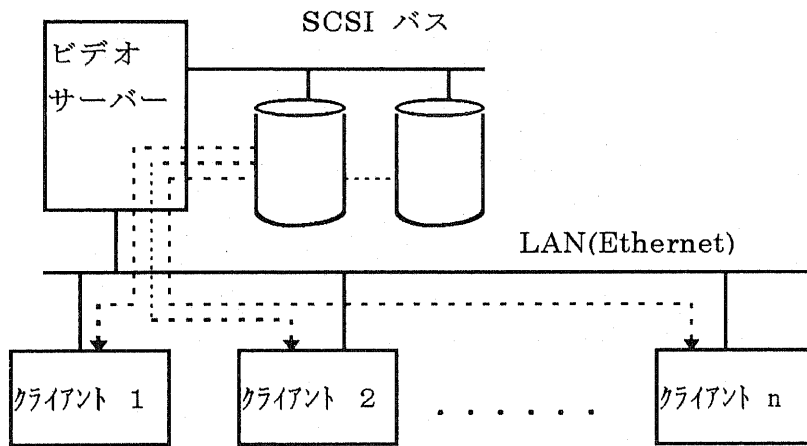 SCSI バス
ビデオ
サーバー
LAN(Ethernet)
クライアント 1
クライアント 2
. . . . . .
クライアント n